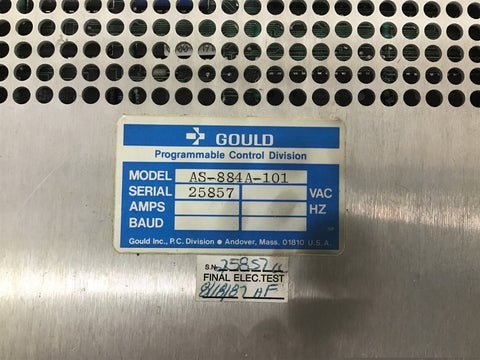 GOULD
Programmable Control Division
MODEL AS-884A-101
SERIAL 25857 VAC
AMPS HZ
BAUD
Gould Inc., P.C. Division • Andover, Mass. 01810 U.S.A.
S.N. 25857
FINAL ELEC. TEST
AF